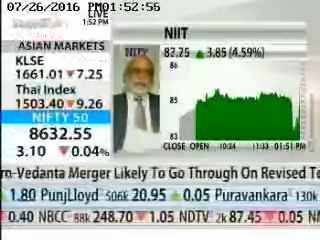 07/26/2016 PM01:52:56
LIVE
1:52 PM
ASIAN MARKETS
KLSE
1661.01 7.25
Thai Index
1503.40 9.26
NIFTY 50
8632.55
3.10 0.04%
NIIT
3.85 (4.59%)
86
85
83
CLOSE OPEN 10:24 11:33 01:51 PM
rn-Vedanta Merger Likely To Go Through On Revised Te
1.80 PunjLloyd 506k 20.95 0.05 Puravankara 130k
0.40 NBCC 88k 248.70 1.05 NDTV 2k 87.45 0.05 N